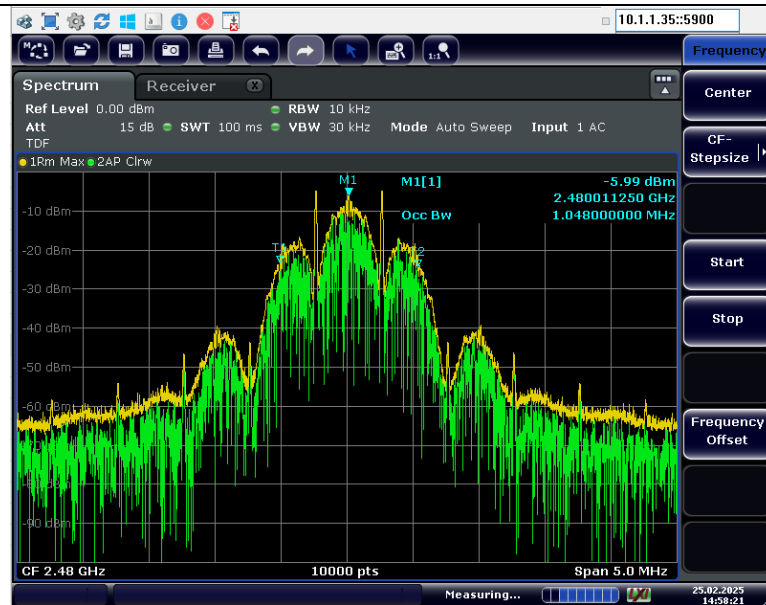 10.1.1.35::5900
1:1
Frequency
Spectrum
Receiver
Ref Level 0.00 dBm RBW 10 kHz
Att 15 dB SWT 100 ms VBW 30 kHz Mode Auto Sweep Input 1 AC
TDF
1Rm Max 2AP Clrw
M1
M1[1] -5.99 dBm
2.480011250 GHz
Occ Bw 1.048000000 MHz
-10 dBm
-20 dBm
-30 dBm
-40 dBm
-50 dBm
-60 dBm
-90 dBm
CF 2.48 GHz 10000 pts Span 5.0 MHz
Center
CF-
Stepsize
Start
Stop
Frequency
Offset
Measuring...
25.02.2025
14:58:21